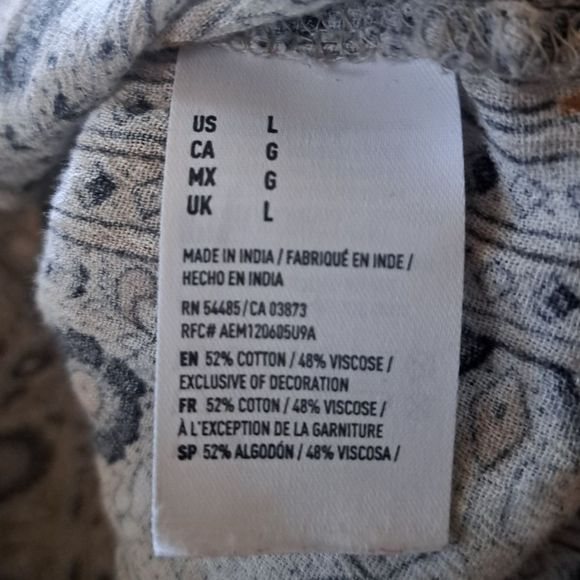 US L
CA G
MX G
UK L
MADE IN INDIA / FABRIQUÉ EN INDE /
HECHO EN INDIA
RN 54485/CA 03873
RFC# AEM120605U9A
EN 52% COTTON / 48% VISCOSE /
EXCLUSIVE OF DECORATION
FR 52% COTON / 48% VISCOSE /
À L'EXCEPTION DE LA GARNITURE
SP 52% ALGODÓN / 48% VISCOSA /